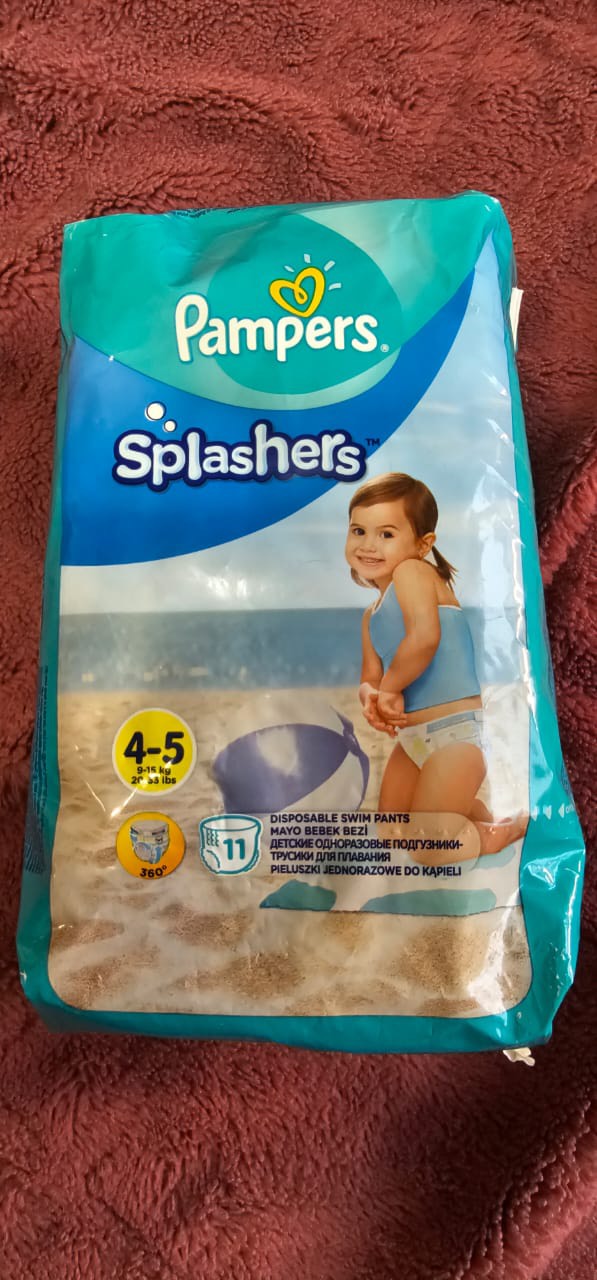 Pampers®
Splashers™
4-5
9-15 kg
360°
11
DISPOSABLE SWIM PANTS
MAYO BEBEK BEZİ
ДЕТСКИЕ ОДНОРАЗОВЫЕ ПОДГУЗНИКИ-
ТРУСИКИ ДЛЯ ПЛАВАНИЯ
PIELUSZKI JEDNORAZOWE DO KĄPIELI